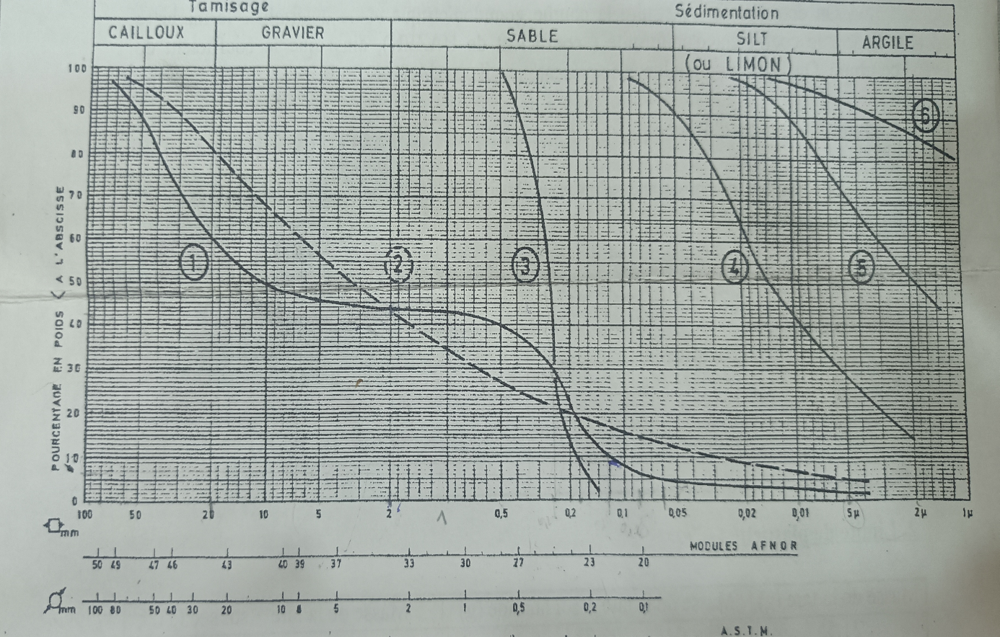 Tamisage
Sédimentation
CAILLOUX GRAVIER SABLE SILT ARGILE
(ou LIMON)
POURCENTAGE EN POIDS < A L'ABSCISSE
100
90
80
70
60
50
40
30
20
10
0
1 2 3 4 5 6
100 50 20 10 5 2 0,5 0,2 0,1 0,05 0,02 0,01 5μ 2μ 1μ
mm
1
MODULES AFNOR
50 49 47 46 43 40 39 37 33 30 27 23 20
mm 100 80 50 40 30 20 10 8 5 2 1 0,5 0,2 0,1
A.S.T.M.